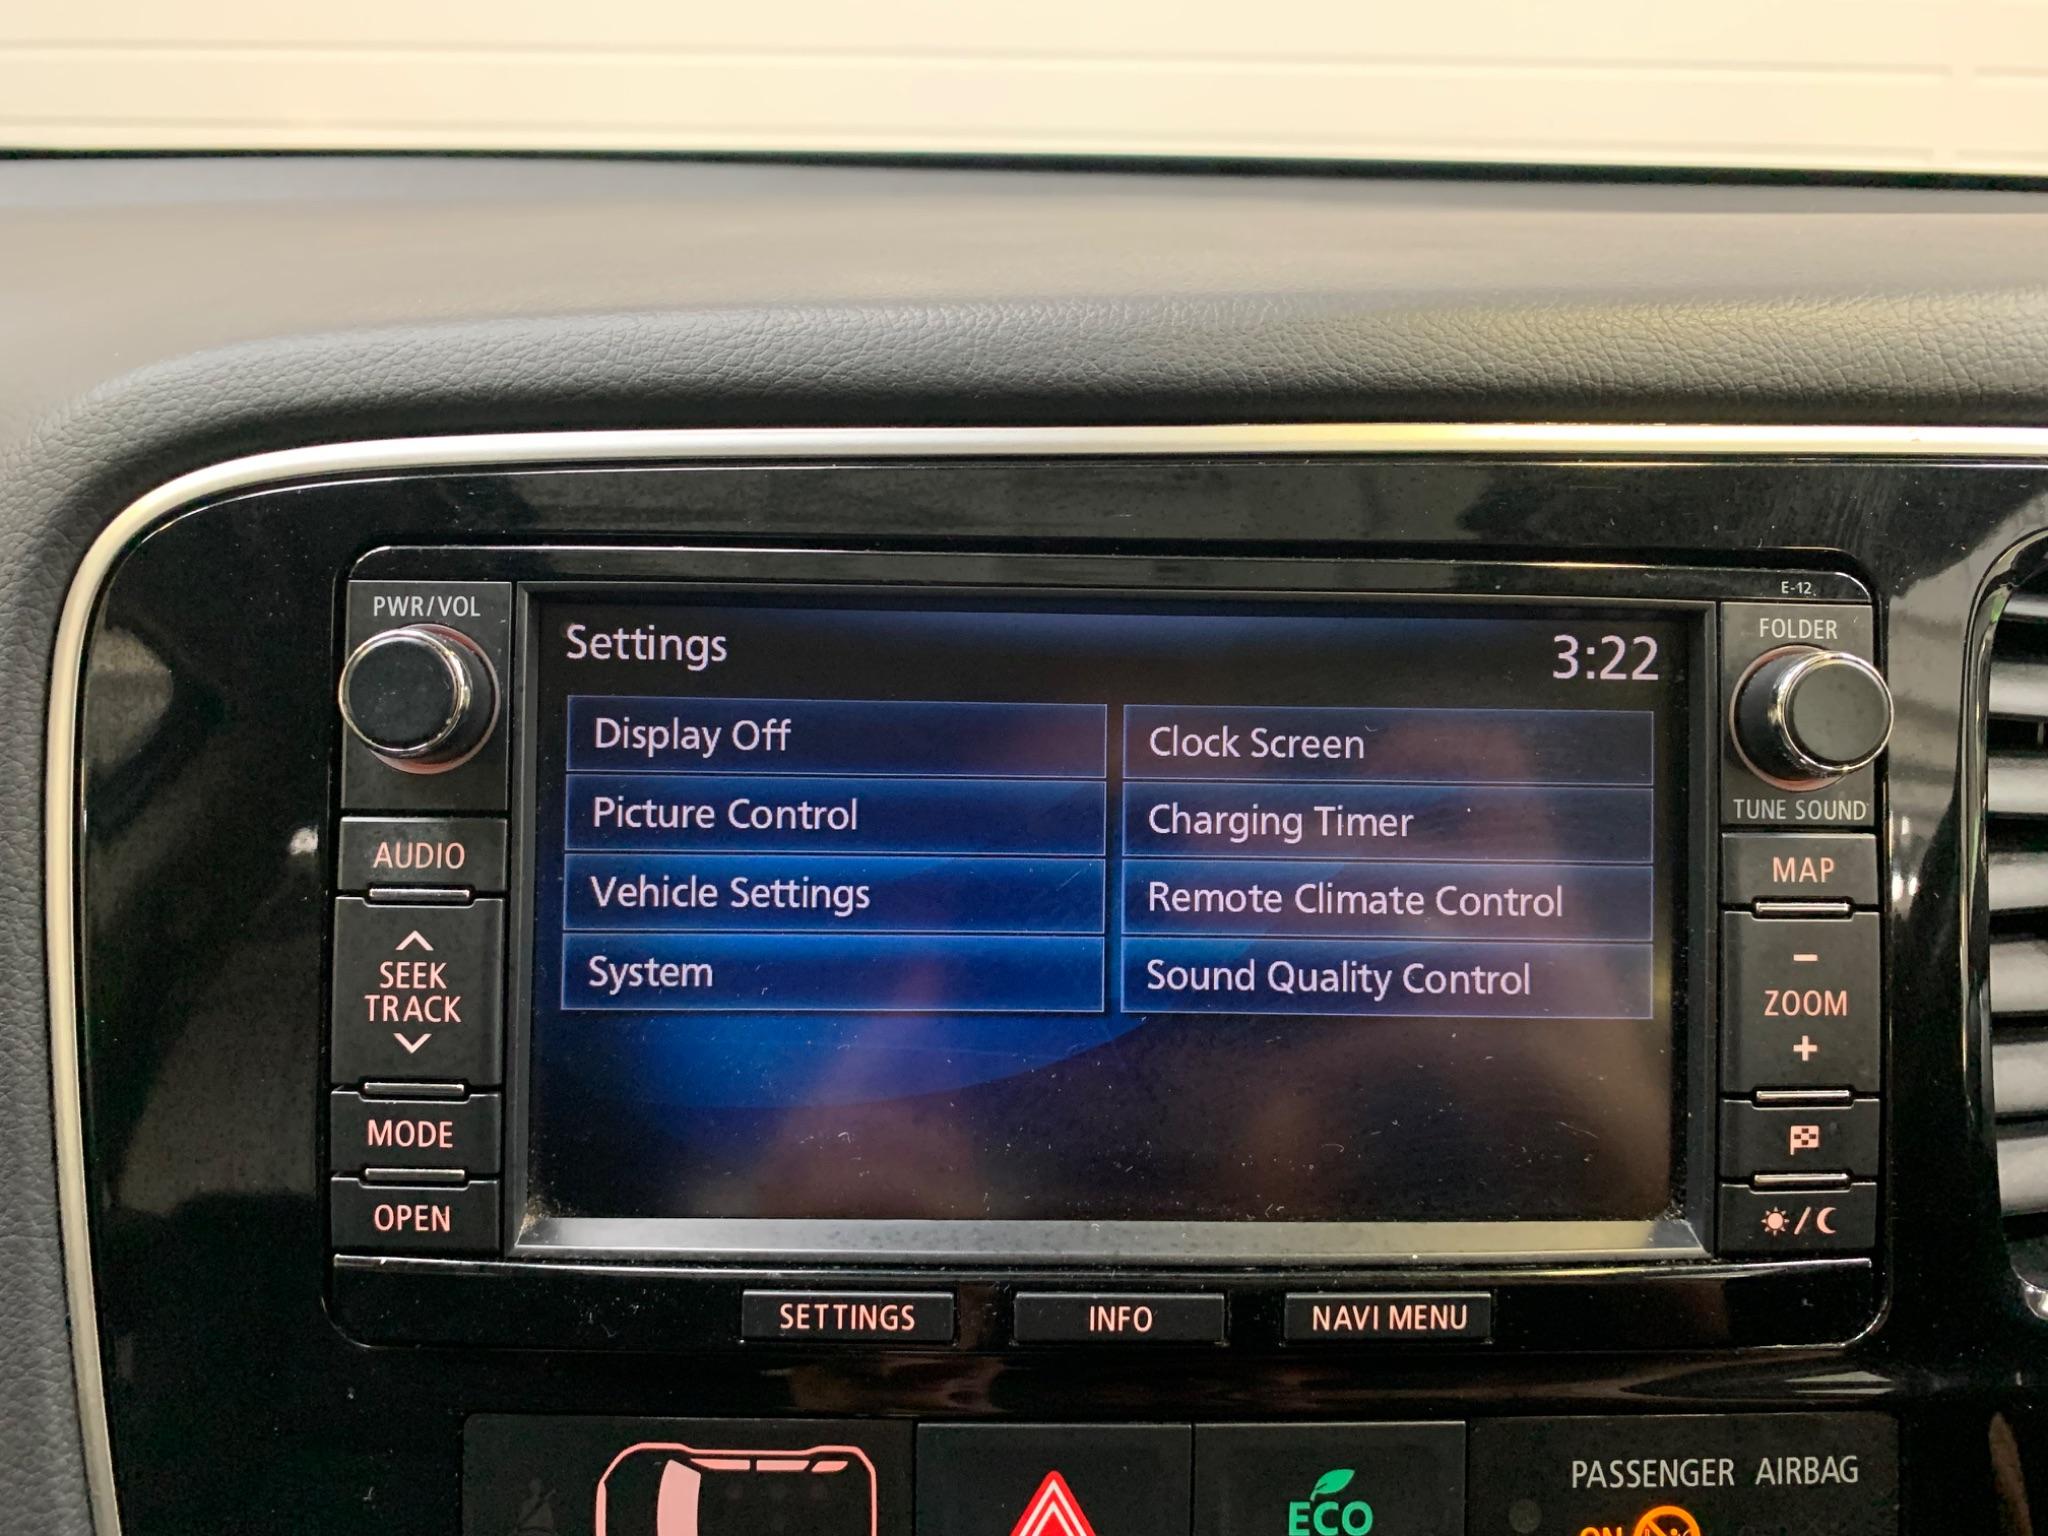 E-12
PWR/VOL
FOLDER
Settings
3:22
Display Off
Clock Screen
TUNE SOUND
Picture Control
Charging Timer
AUDIO
MAP
Vehicle Settings
Remote Climate Control
SEEK
TRACK
System
Sound Quality Control
ZOOM
MODE
OPEN
SETTINGS
INFO
NAVI MENU
PASSENGER AIRBAG
ECO
ON